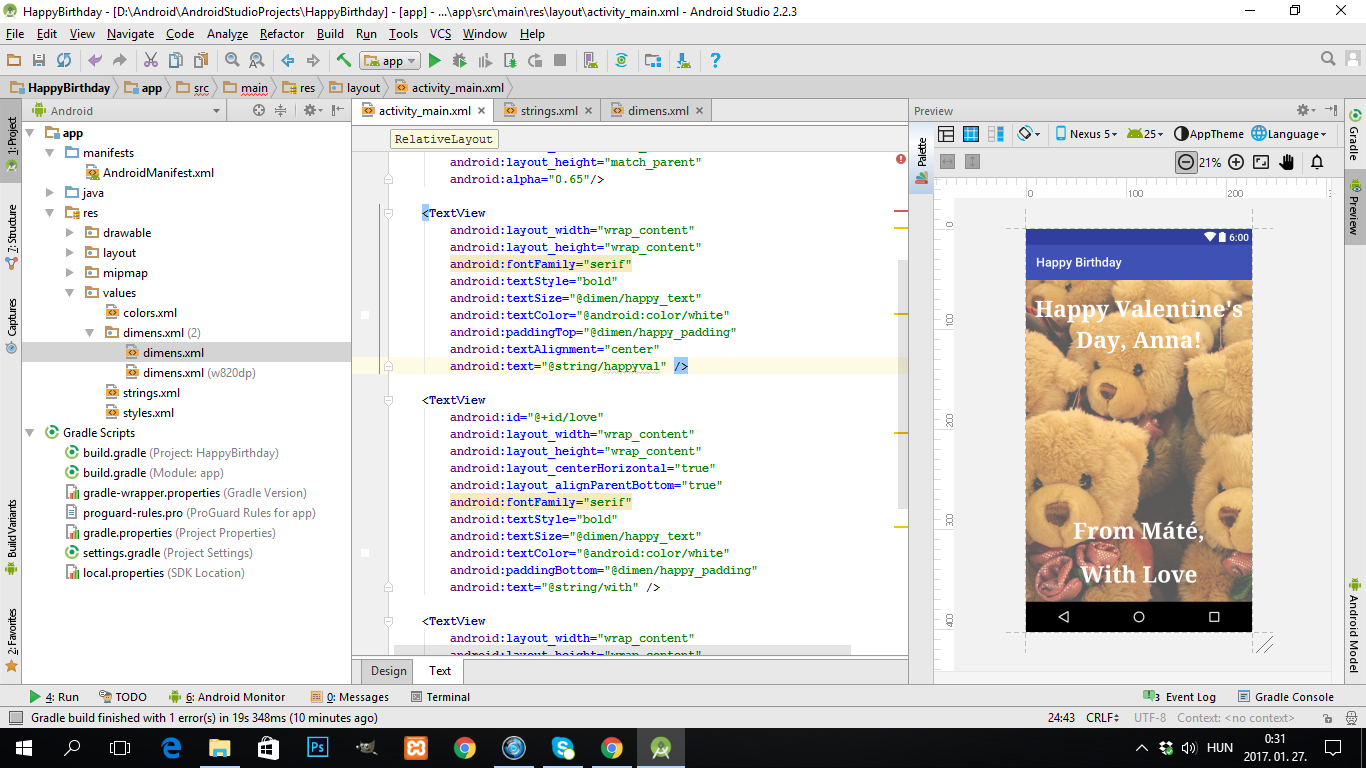 HappyBirthday - [D:\Android\AndroidStudioProjects\HappyBirthday] - [app] - ...\app\src\main\res\layout\activity_main.xml - Android Studio 2.2.3
File Edit View Navigate Code Analyze Refactor Build Run Tools VCS Window Help
app
HappyBirthday app src main res layout activity_main.xml
Android
activity_main.xml strings.xml dimens.xml
Preview
1: Project
7: Structure
Captures
Build Variants
2: Favorites
app
manifests
AndroidManifest.xml
java
res
drawable
layout
mipmap
values
colors.xml
dimens.xml (2)
dimens.xml
dimens.xml (w820dp)
strings.xml
styles.xml
Gradle Scripts
build.gradle (Project: HappyBirthday)
build.gradle (Module: app)
gradle-wrapper.properties (Gradle Version)
proguard-rules.pro (ProGuard Rules for app)
gradle.properties (Project Properties)
settings.gradle (Project Settings)
local.properties (SDK Location)
RelativeLayout
android:layout_height="match_parent"
android:alpha="0.65"/>
<TextView
android:layout_width="wrap_content"
android:layout_height="wrap_content"
android:fontFamily="serif"
android:textStyle="bold"
android:textSize="@dimen/happy_text"
android:textColor="@android:color/white"
android:paddingTop="@dimen/happy_padding"
android:textAlignment="center"
android:text="@string/happyval" />
<TextView
android:id="@+id/love"
android:layout_width="wrap_content"
android:layout_height="wrap_content"
android:layout_centerHorizontal="true"
android:layout_alignParentBottom="true"
android:fontFamily="serif"
android:textStyle="bold"
android:textSize="@dimen/happy_text"
android:textColor="@android:color/white"
android:paddingBottom="@dimen/happy_padding"
android:text="@string/with" />
<TextView
android:layout_width="wrap_content"
android:layout_height="wrap_content"
Design Text
Palette
Nexus 5 25 AppTheme Language
21%
0 100 200
0
100
200
300
400
6:00
Happy Birthday
Happy Valentine's
Day, Anna!
From Máté,
With Love
Gradle
Preview
Android Model
4: Run TODO 6: Android Monitor 0: Messages Terminal
3 Event Log Gradle Console
Gradle build finished with 1 error(s) in 19s 348ms (10 minutes ago)
24:43 CRLF UTF-8 Context: <no context>
Ps
HUN
0:31
2017. 01. 27.